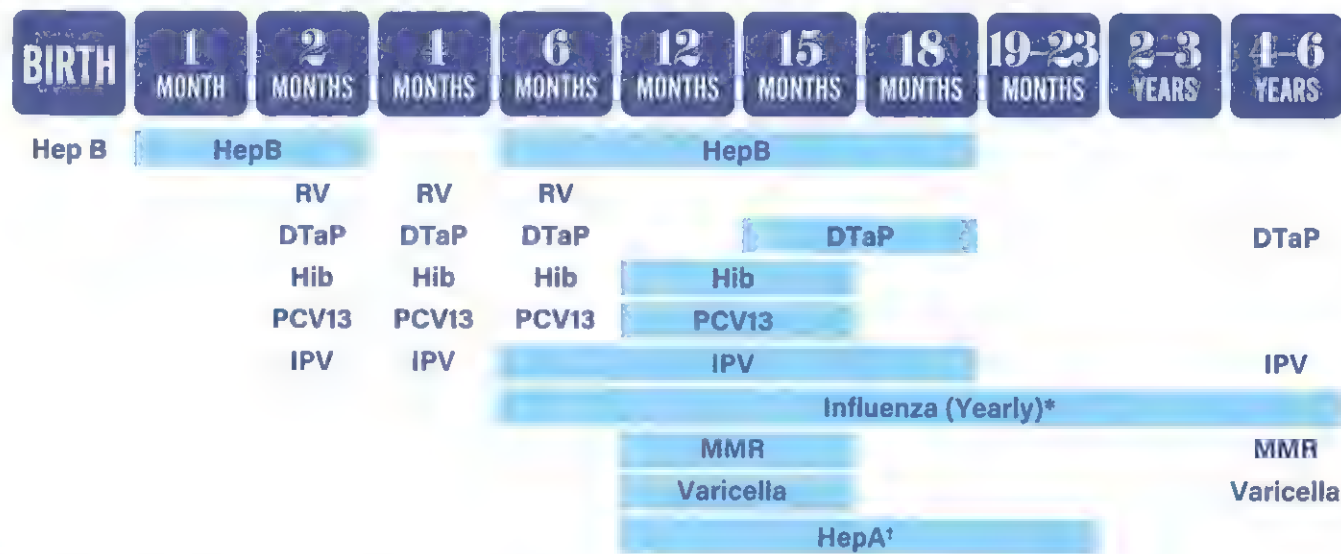 BIRTH 1 MONTH 2 MONTHS 4 MONTHS 6 MONTHS 12 MONTHS 15 MONTHS 18 MONTHS 19–23 MONTHS 2–3 YEARS 4–6 YEARS
Hep B HepB HepB
RV RV RV
DTaP DTaP DTaP DTaP DTaP
Hib Hib Hib Hib
PCV13 PCV13 PCV13 PCV13
IPV IPV IPV IPV
Influenza (Yearly)*
MMR MMR
Varicella Varicella
HepA†